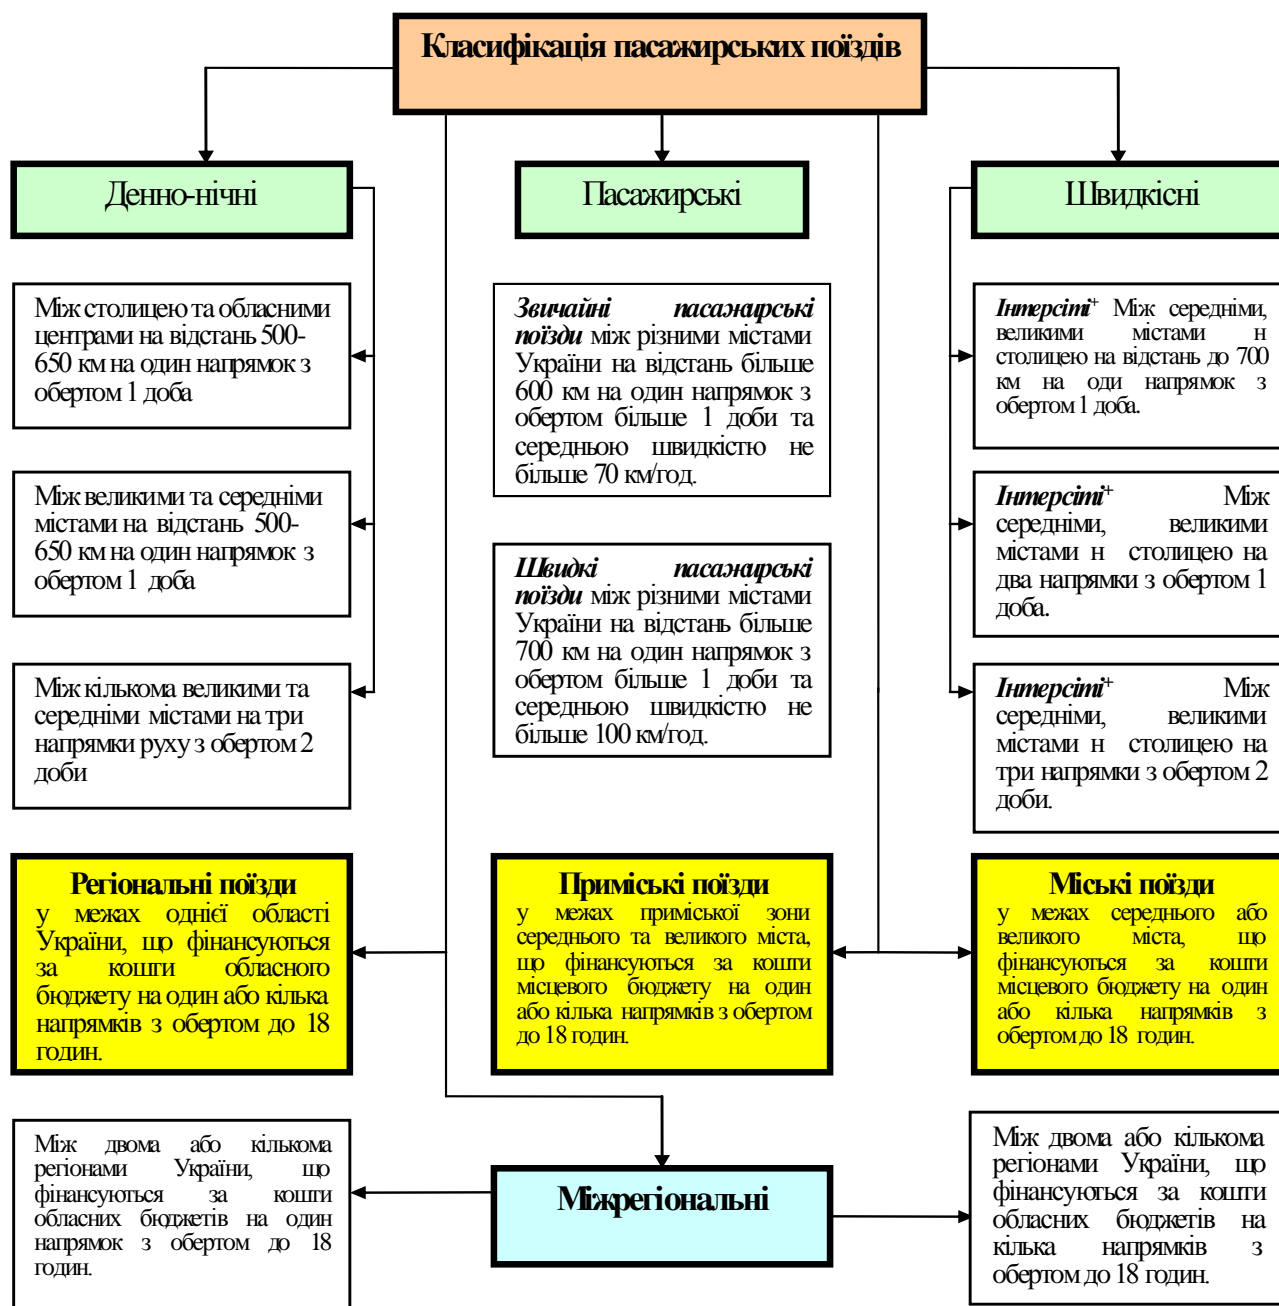 Класифікація пасажирських поїздів
Денно-нічні
Пасажирські
Швидкісні
Між столицею та обласними
центрами на відстань 500-
650 км на один напрямок з
обертом 1 доба
Між великими та середніми
містами на відстань 500-
650 км на один напрямок з
обертом 1 доба
Між кількома великими та
середніми містами на три
напрямки руху з обертом 2
доби
Звичайні пасажирські
поїзди між різними містами
України на відстань більше
600 км на один напрямок з
обертом більше 1 доби та
середньою швидкістю не
більше 70 км/год.
Швидкі пасажирські
поїзди між різними містами
України на відстань більше
700 км на один напрямок з
обертом більше 1 доби та
середньою швидкістю не
більше 100 км/год.
Інтерсіті+ Між середніми,
великими містами н
столицею на відстань до 700
км на оди напрямок з
обертом 1 доба.
Інтерсіті+ Між
середніми, великими
містами н столицею на
два напрямки з обертом 1
доба.
Інтерсіті+ Між
середніми, великими
містами н столицею на
три напрямки з обертом 2
доби.
Регіональні поїзди
у межах однієї області
України, що фінансуються
за кошти обласного
бюджету на один або кілька
напрямків з обертом до 18
годин.
Приміські поїзди
у межах приміської зони
середнього та великого міста,
що фінансуються за кошти
місцевого бюджету на один
або кілька напрямків з обертом
до 18 годин.
Міські поїзди
у межах середнього або
великого міста, що
фінансуються за кошти
місцевого бюджету на один
або кілька напрямків з
обертом до 18 годин.
Між двома або кількома
регіонами України, що
фінансуються за кошти
обласних бюджетів на один
напрямок з обертом до 18
годин.
Міжрегіональні
Між двома або кількома
регіонами України, що
фінансуються за кошти
обласних бюджетів на
кілька напрямків з
обертом до 18 годин.